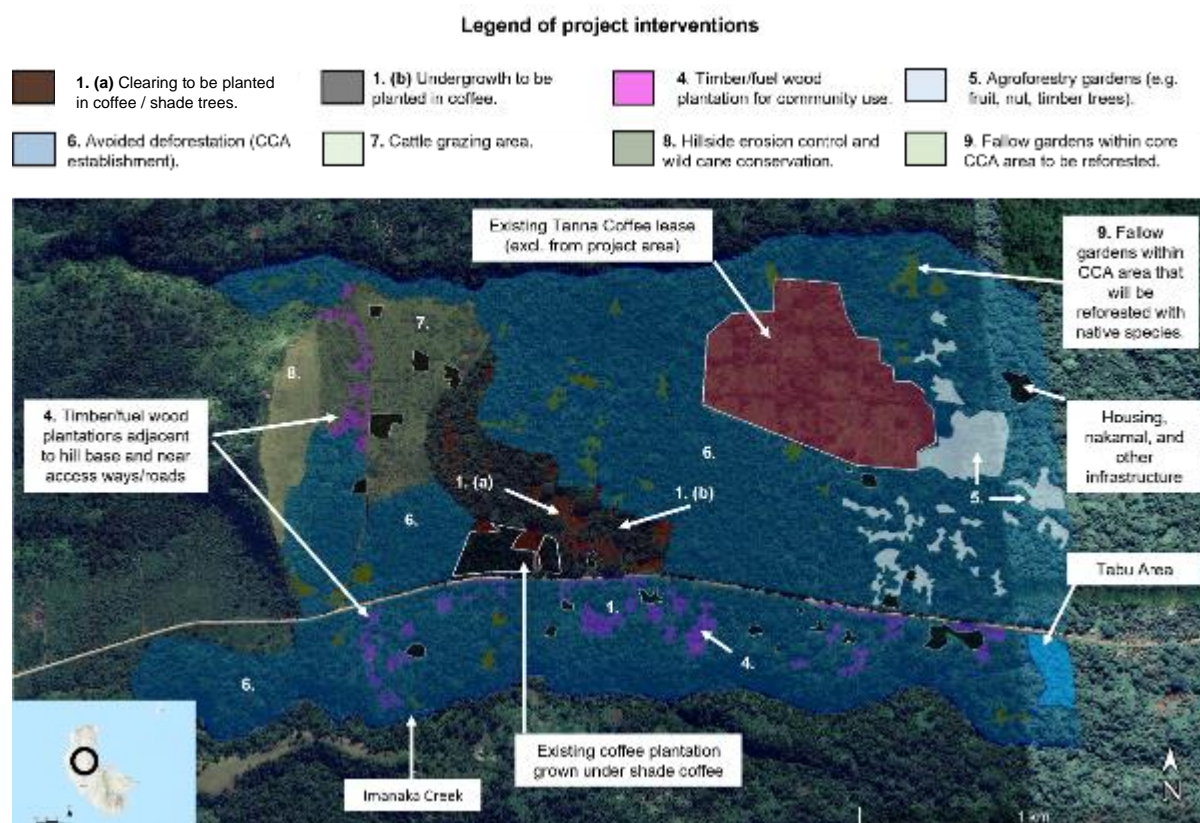 Legend of project interventions
1. (a) Clearing to be planted
in coffee / shade trees.
1. (b) Undergrowth to be
planted in coffee.
4. Timber/fuel wood
plantation for community use.
5. Agroforestry gardens (e.g.
fruit, nut, timber trees).
6. Avoided deforestation (CCA
establishment).
7. Cattle grazing area.
8. Hillside erosion control and
wild cane conservation.
9. Fallow gardens within core
CCA area to be reforested.
Existing Tanna Coffee lease
(excl. from project area)
9. Fallow
gardens within
CCA area that
will be
reforested with
native species.
7.
8.
4. Timber/fuel wood
plantations adjacent
to hill base and near
access ways/roads
Housing,
nakamal, and
other
infrastructure
6.
1. (a)
1. (b)
5.
6.
Tabu Area
1.
4.
6.
Existing coffee plantation
grown under shade coffee
Imanaka Creek
N
1 km